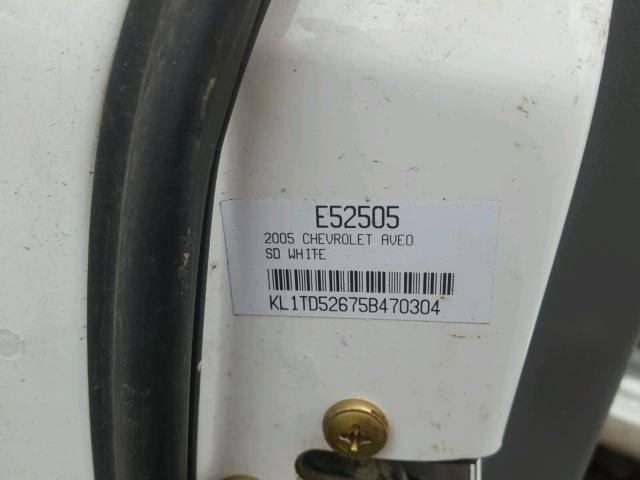 E52505
2005 CHEVROLET AVEO
SD WHITE
KL1TD52675B470304